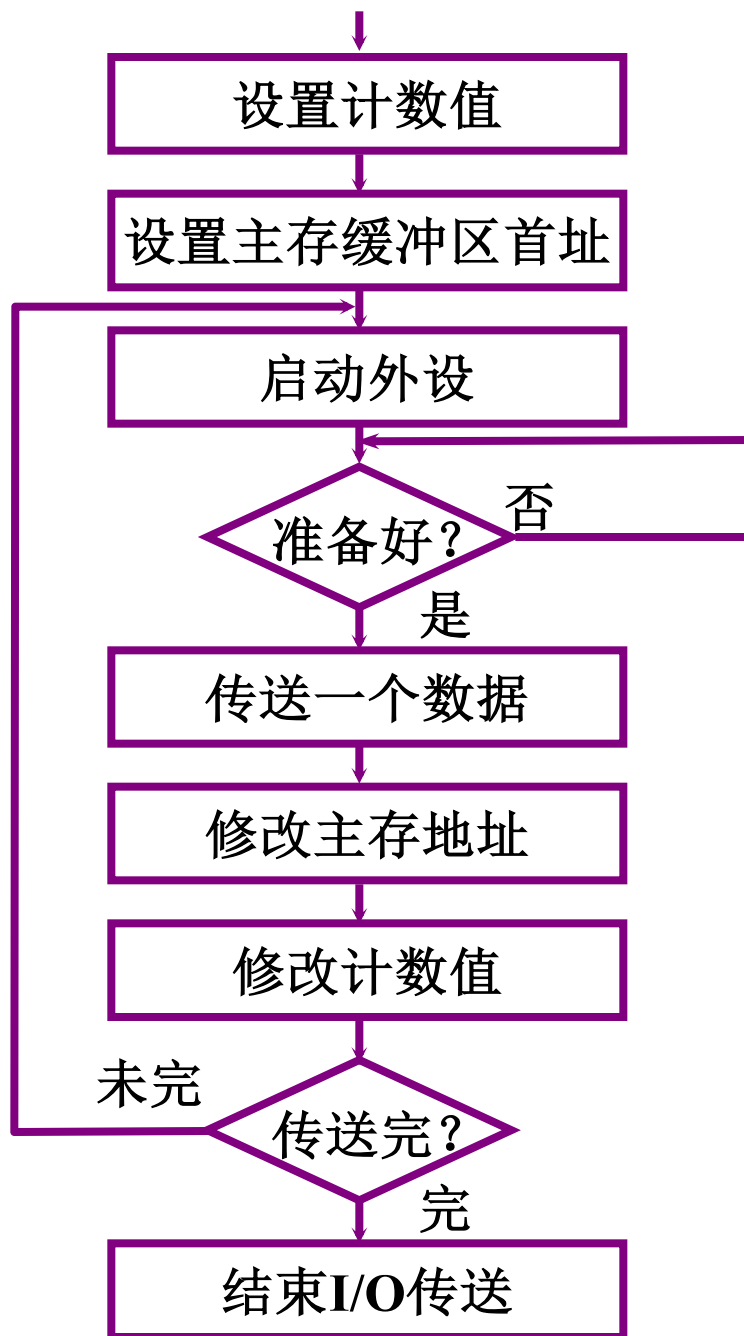 设置计数值
设置主存缓冲区首址
启动外设
准备好?
否
是
传送一个数据
修改主存地址
修改计数值
未完
传送完?
完
结束I/O传送